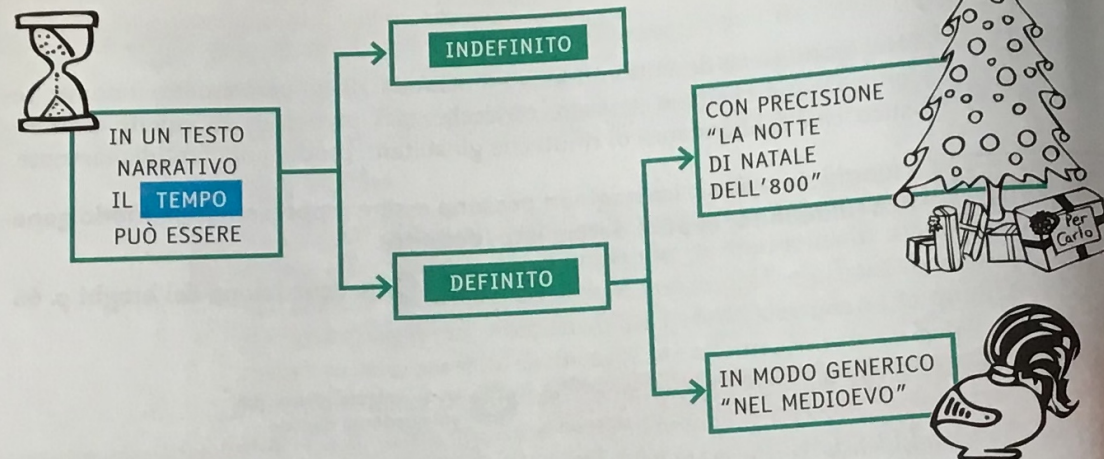 IN UN TESTO
NARRATIVO
IL TEMPO
PUÒ ESSERE
INDEFINITO
DEFINITO
CON PRECISIONE
"LA NOTTE
DI NATALE
DELL'800"
Per
Carlo
IN MODO GENERICO
"NEL MEDIOEVO"